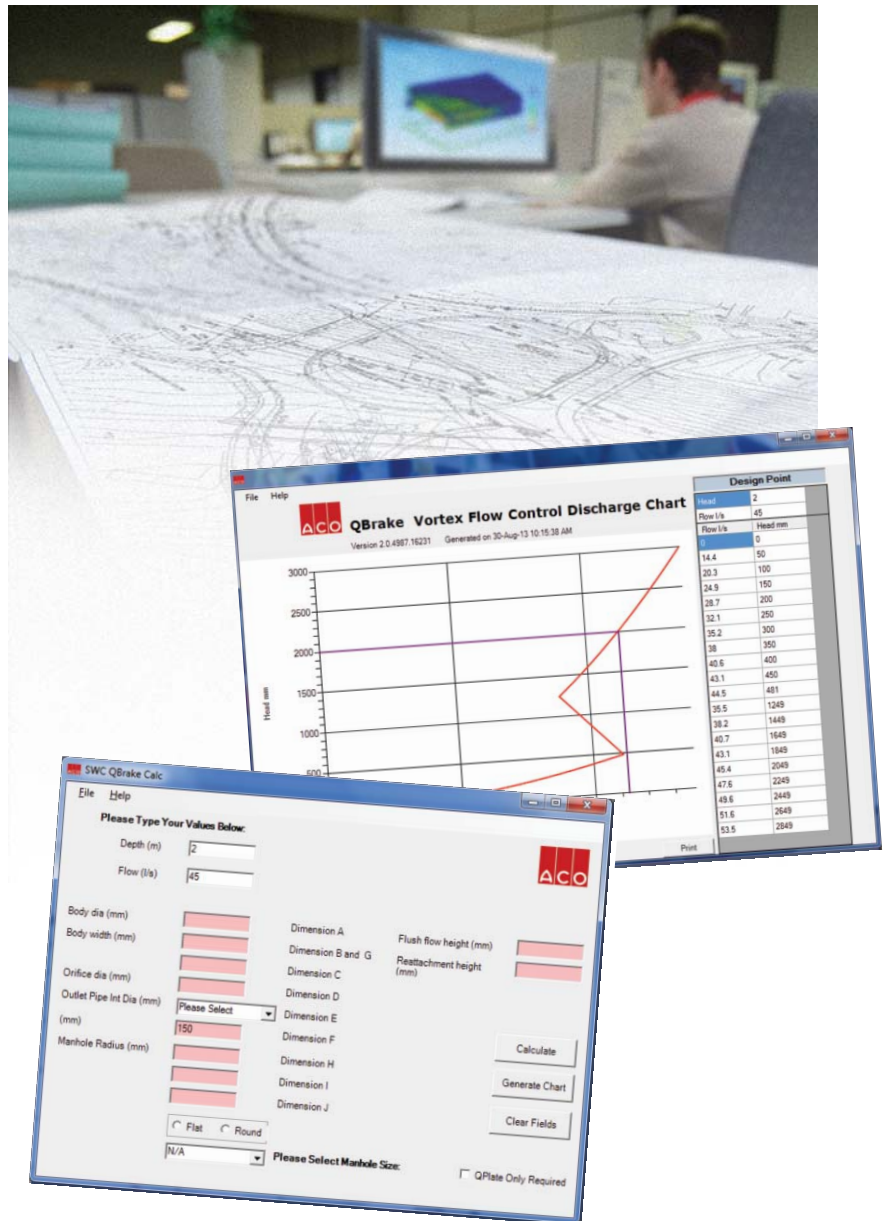 File Help
ACO
QBrake Vortex Flow Control Discharge Chart
Version 2.0.4987.16231 Generated on 30-Aug-13 10:15:38 AM
Head mm
3000
2500
2000
1500
1000
500
Design Point
Head 2
Flow l/s 45
Flow l/s Head mm
0 0
14.4 50
20.3 100
24.9 150
28.7 200
32.1 250
35.2 300
38 350
40.6 400
43.1 450
44.5 481
35.5 1249
38.2 1449
40.7 1649
43.1 1849
45.4 2049
47.6 2249
49.6 2449
51.6 2649
53.5 2849
Print
SWC QBrake Calc
File Help
Please Type Your Values Below:
Depth (m) 2
Flow (l/s) 45
ACO
Body dia (mm) Dimension A Flush flow height (mm)
Body width (mm) Dimension B and G Reattachment height
(mm)
Dimension C
Orifice dia (mm) Dimension D
Outlet Pipe Int Dia (mm) Please Select Dimension E
(mm) 150 Dimension F
Manhole Radius (mm) Dimension H
Dimension I
Dimension J
Calculate
Generate Chart
Clear Fields
Flat Round
N/A Please Select Manhole Size:
QPlate Only Required